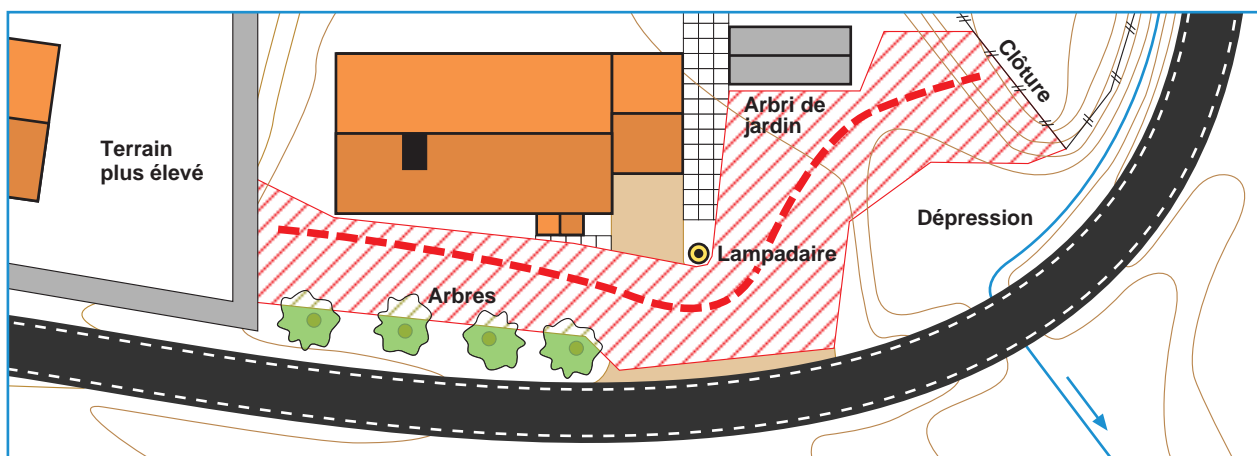 Terrain
plus élevé
Clôture
Arbri de
jardin
Dépression
Lampadaire
Arbres